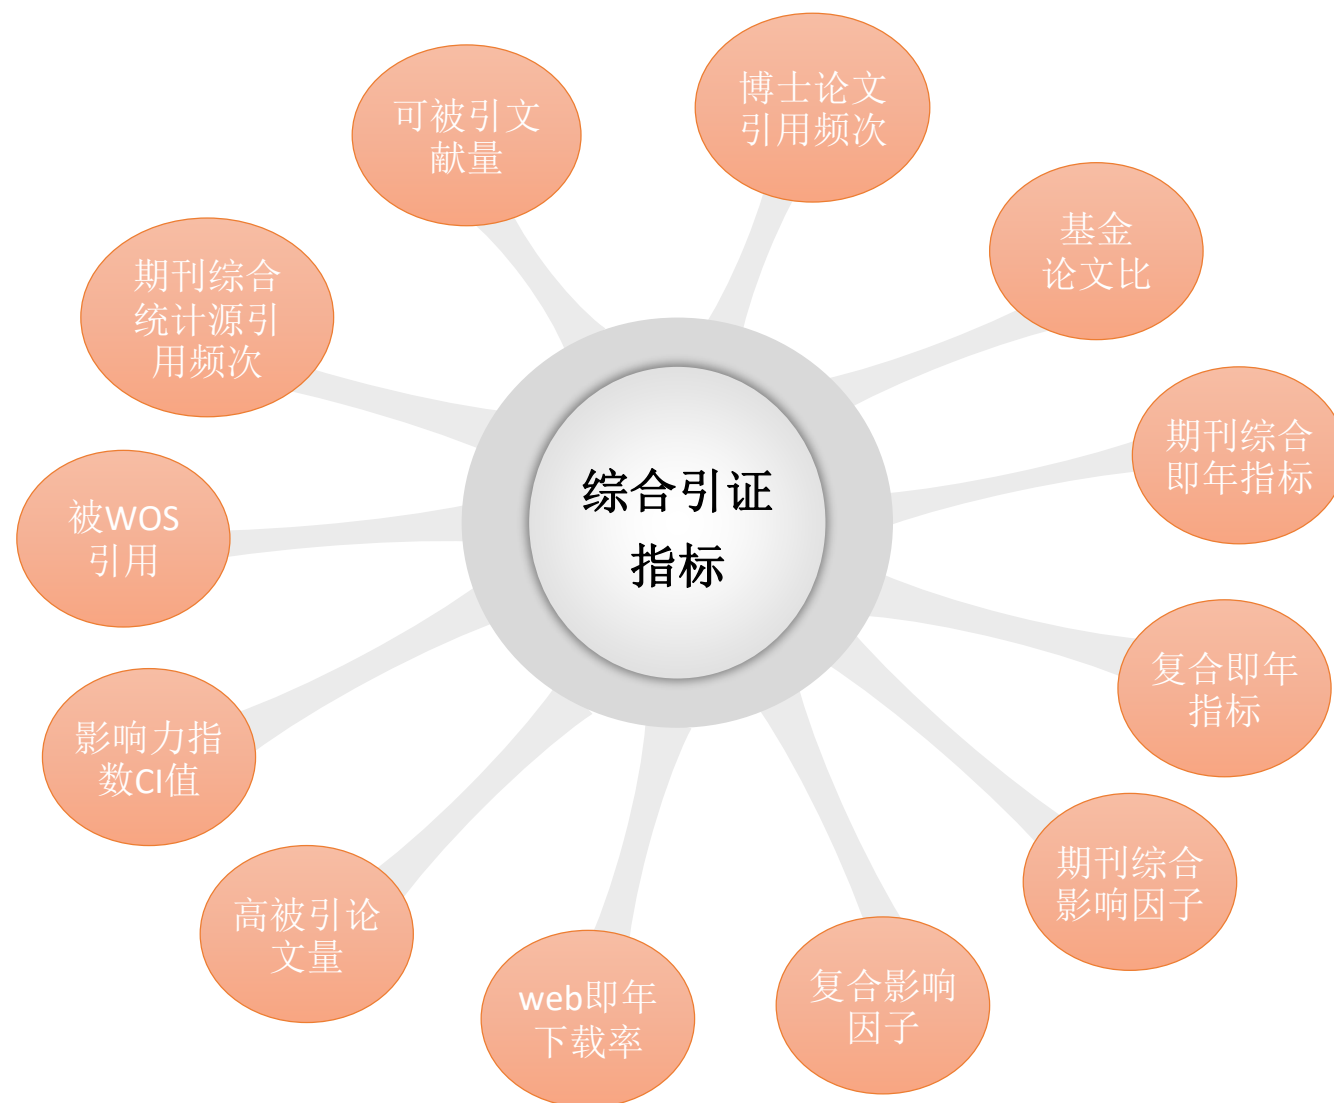 博士论文
引用频次
可被引文
献量
基金
论文比
期刊综合
统计源引
用频次
期刊综合
即年指标
综合引证
指标
被WOS
引用
复合即年
指标
影响力指
数CI值
期刊综合
影响因子
高被引论
文量
复合影响
因子
web即年
下载率